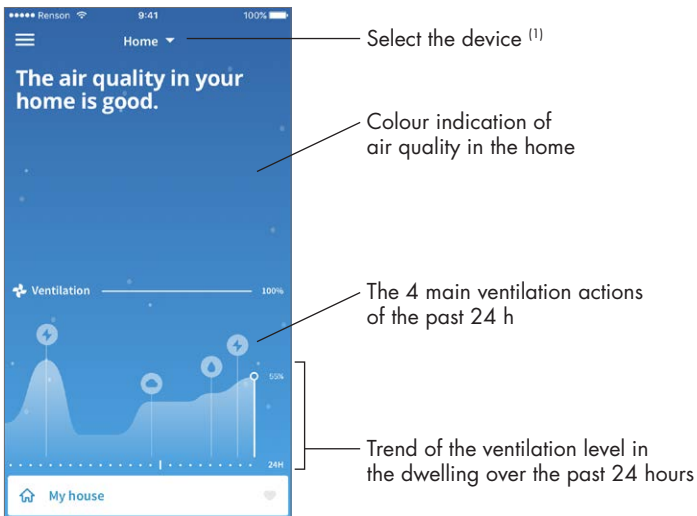 Renson 9:41 100%
Home
Select the device (1)
The air quality in your
home is good.
Colour indication of
air quality in the home
Ventilation 100%
The 4 main ventilation actions
of the past 24 h
55%
24H
Trend of the ventilation level in
the dwelling over the past 24 hours
My house